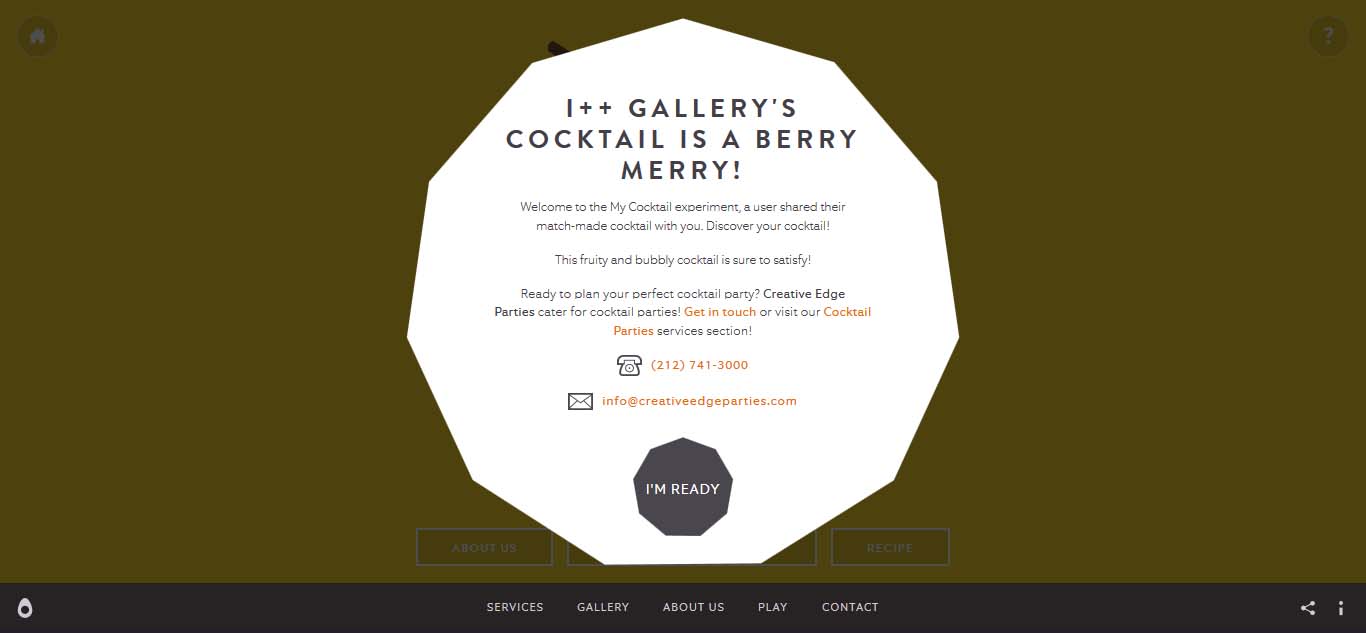 ?
I++ GALLERY'S
COCKTAIL IS A BERRY
MERRY!
Welcome to the My Cocktail experiment, a user shared their
match-made cocktail with you. Discover your cocktail!
This fruity and bubbly cocktail is sure to satisfy!
Ready to plan your perfect cocktail party? Creative Edge
Parties cater for cocktail parties! Get in touch or visit our Cocktail
Parties services section!
(212) 741-3000
info@creativeedgeparties.com
I'M READY
ABOUT US
RECIPE
SERVICES GALLERY ABOUT US PLAY CONTACT